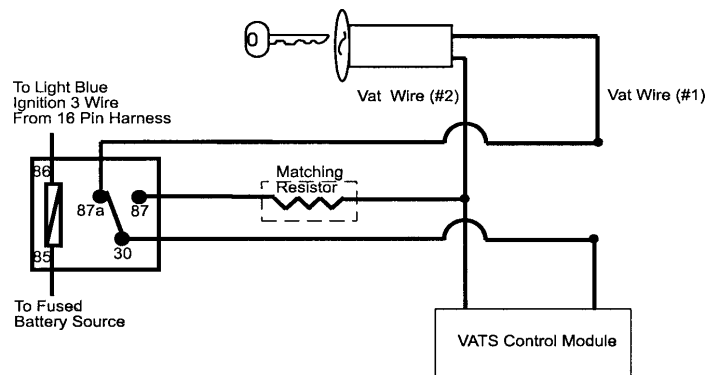 To Light Blue
Ignition 3 Wire
From 16 Pin Harness
Vat Wire (#2)
Vat Wire (#1)
86
87a
87
Matching
Resistor
30
85
To Fused
Battery Source
VATS Control Module